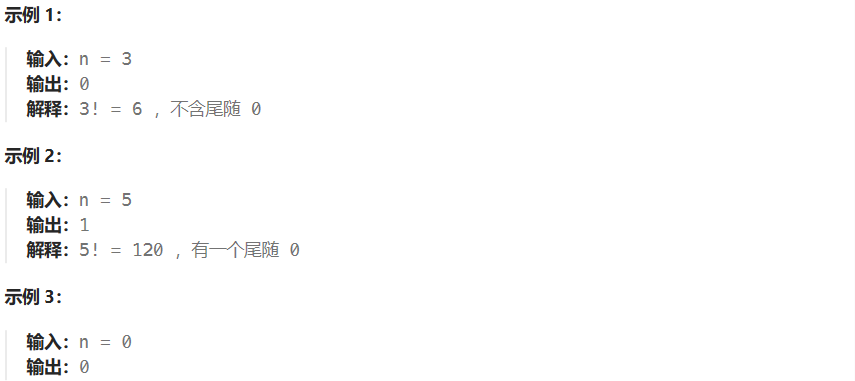 示例 1：
输入：n = 3
输出：0
解释：3! = 6 ，不含尾随 0
示例 2：
输入：n = 5
输出：1
解释：5! = 120 ，有一个尾随 0
示例 3：
输入：n = 0
输出：0